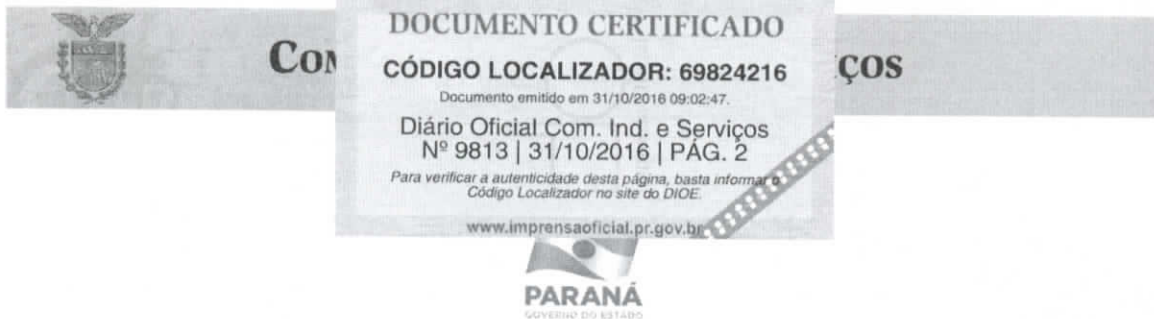 DOCUMENTO CERTIFICADO
CÓDIGO LOCALIZADOR: 69824216
Documento emitido em 31/10/2016 09:02:47.
Diário Oficial Com. Ind. e Serviços
Nº 9813 | 31/10/2016 | PÁG. 2
Para verificar a autenticidade desta página, basta informar o
Código Localizador no site do DIOE.
www.imprensaoficial.pr.gov.br
PARANÁ
GOVERNO DO ESTADO